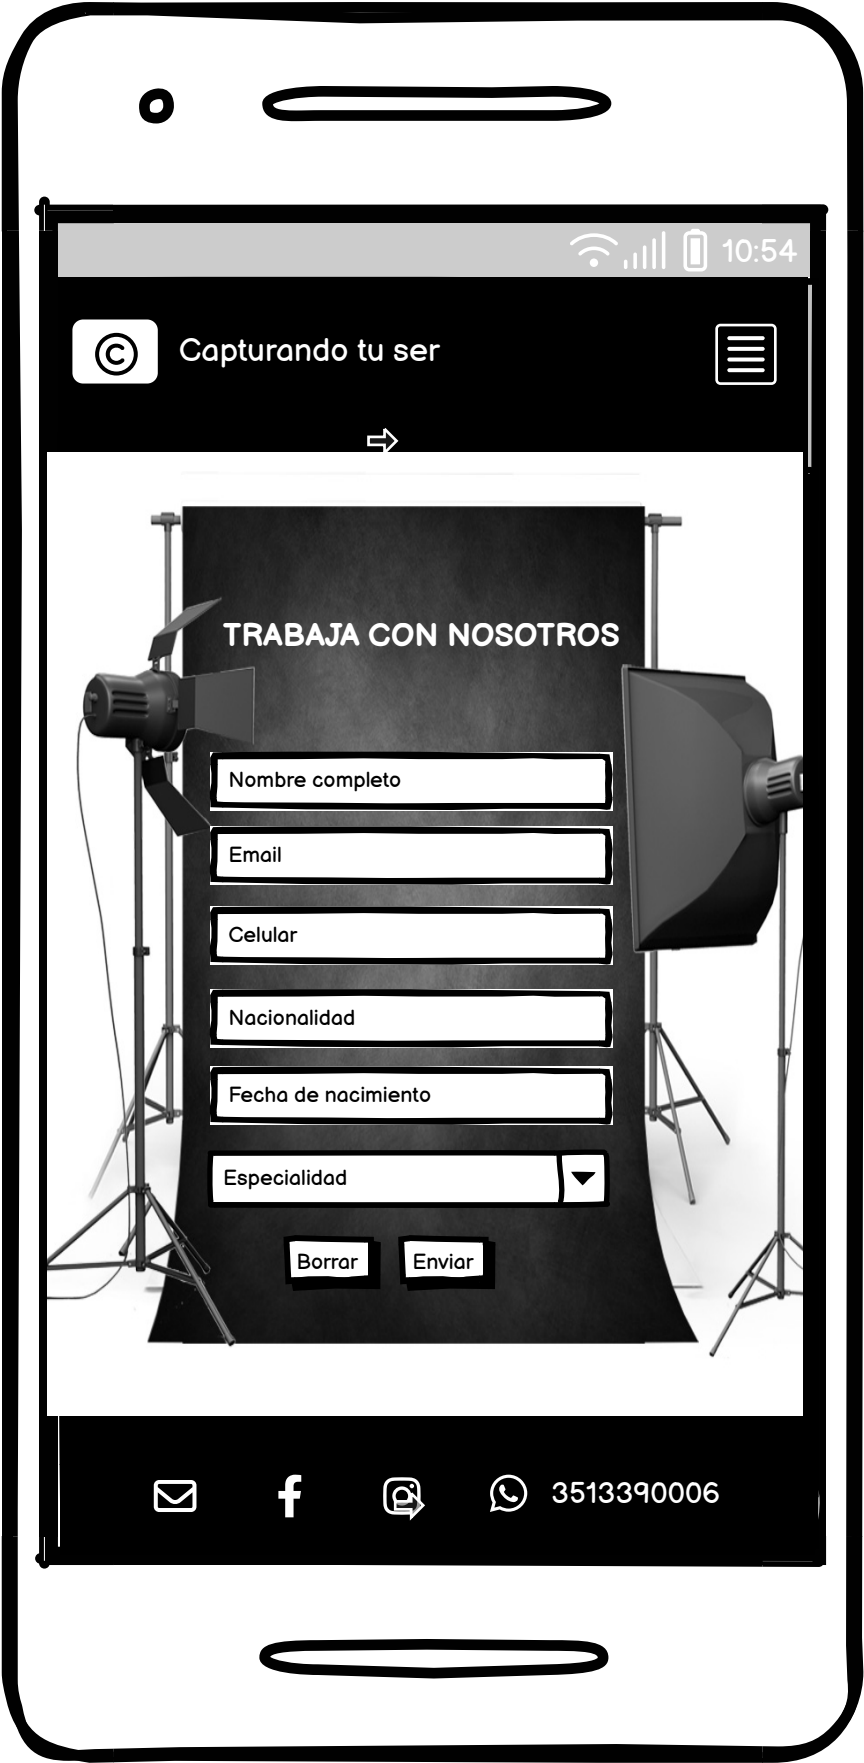 10:54
© Capturando tu ser
TRABAJA CON NOSOTROS
Nombre completo
Email
Celular
Nacionalidad
Fecha de nacimiento
Especialidad
Borrar Enviar
3513390006